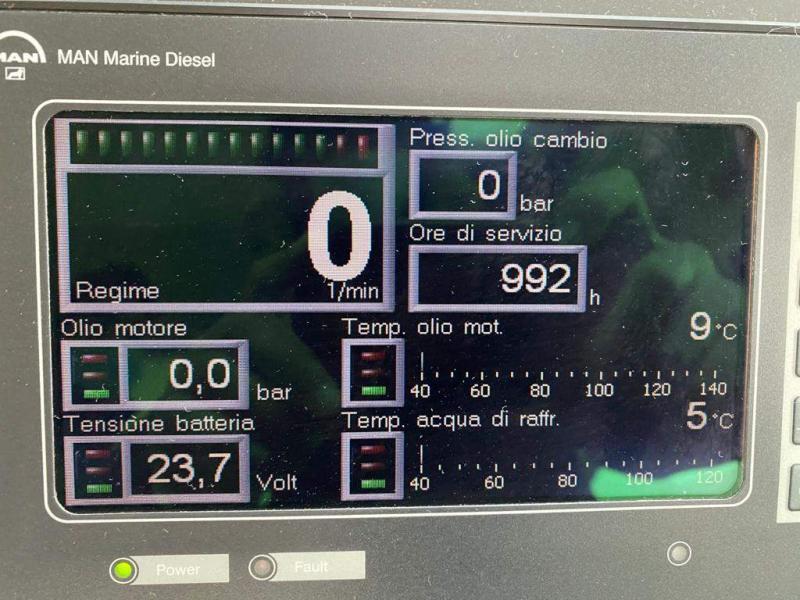 MAN
MAN Marine Diesel
Press. olio cambio
0 bar
0
Regime 1/min
Ore di servizio
992 h
Olio motore
0,0 bar
Temp. olio mot. 9 °C
40 60 80 100 120 140
Tensione batteria
23,7 Volt
Temp. acqua di raffr. 5 °C
40 60 80 100 120
Power
Fault